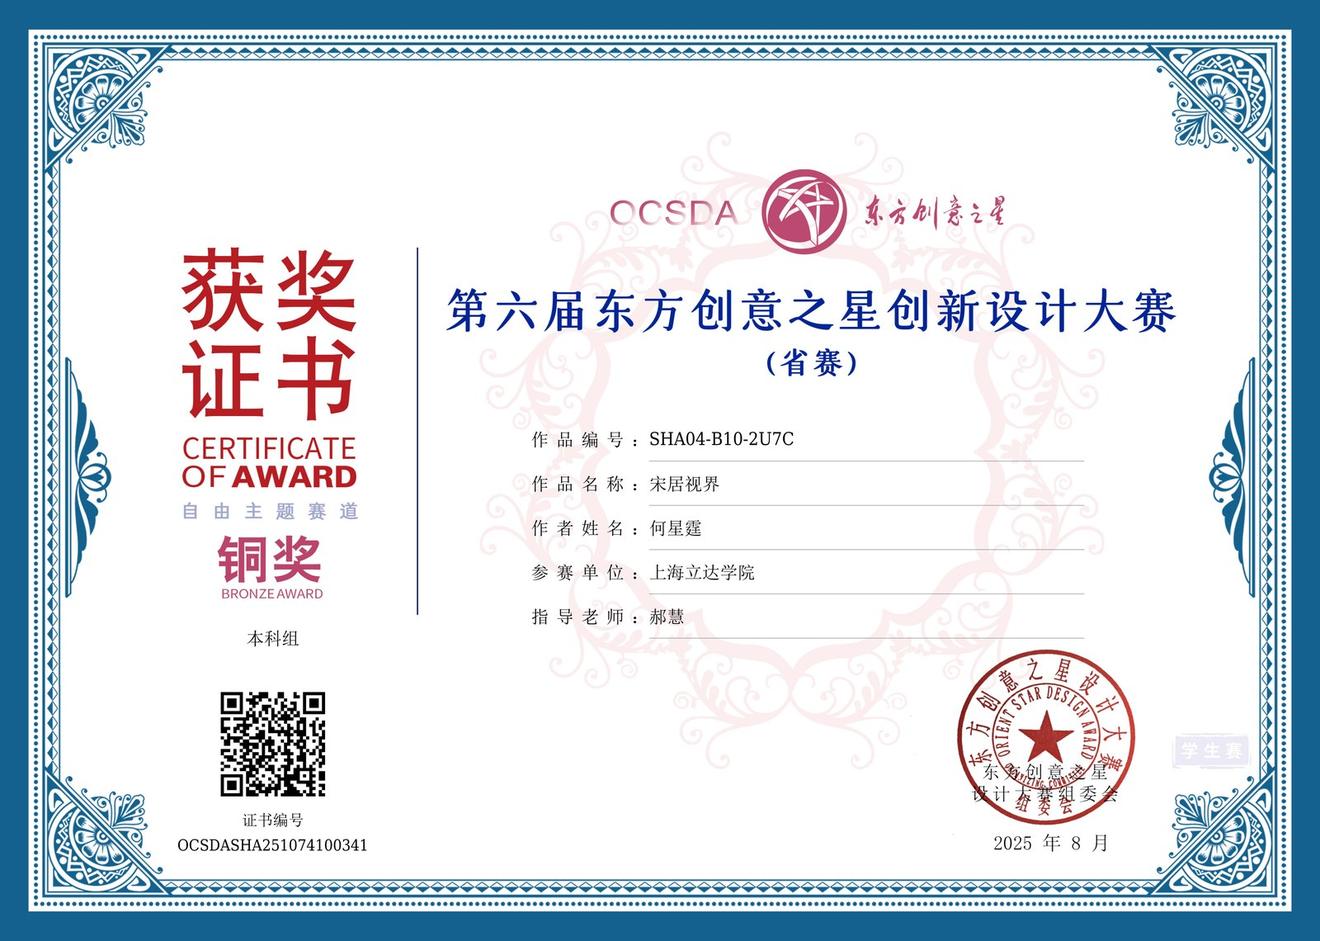 OCSDA 东方创意之星
获奖
证书
CERTIFICATE
OF AWARD
自由主题赛道
铜奖
BRONZE AWARD
本科组
证书编号
OCSDASHA251074100341
第六届东方创意之星创新设计大赛
(省赛)
作品编号：SHA04-B10-2U7C
作品名称：宋居视界
作者姓名：何星霆
参赛单位：上海立达学院
指导老师：郝慧
东方创意之星设计大赛
ORIENT STAR DESIGN AWARD
ORGANIZING COMMITTEE
组委会
东方创意之星
设计大赛组委会
2025 年 8 月
学生赛